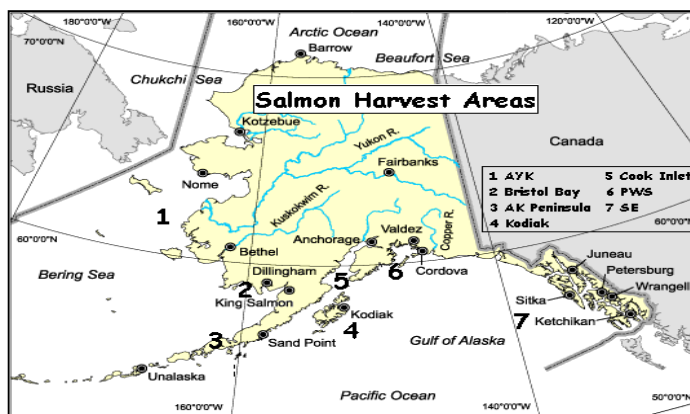 180°0'0"W
160°0'0"W
Arctic Ocean
140°0'0"W
120°0'0"W
70°0'0"N
Barrow
Beaufort Sea
70°0'0"N
Chukchi Sea
Russia
Salmon Harvest Areas
Kotzebue
Canada
Yukon R.
Fairbanks
Nome
Kuskokwim R.
1 AYK 5 Cook Inlet
2 Bristol Bay 6 PWS
3 AK Peninsula 7 SE
4 Kodiak
1
60°0'0"N
Bethel
Anchorage
Valdez
Copper R.
60°0'0"N
Bering Sea
Dillingham
5
6
Cordova
Juneau
Petersburg
Wrangell
2
King Salmon
Sitka
Kodiak
4
7
Ketchikan
3
Sand Point
Gulf of Alaska
Unalaska
Pacific Ocean
160°0'0"W
140°0'0"W